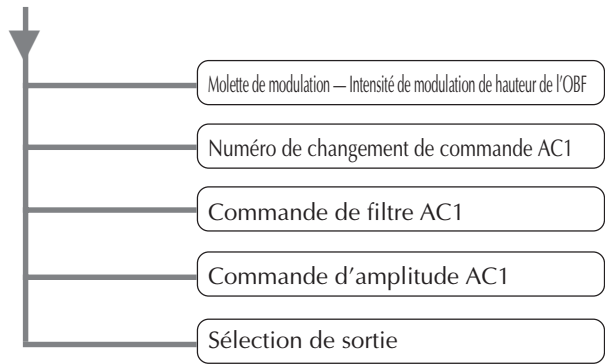 Molette de modulation — Intensité de modulation de hauteur de l’OBF
Numéro de changement de commande AC1
Commande de filtre AC1
Commande d’amplitude AC1
Sélection de sortie